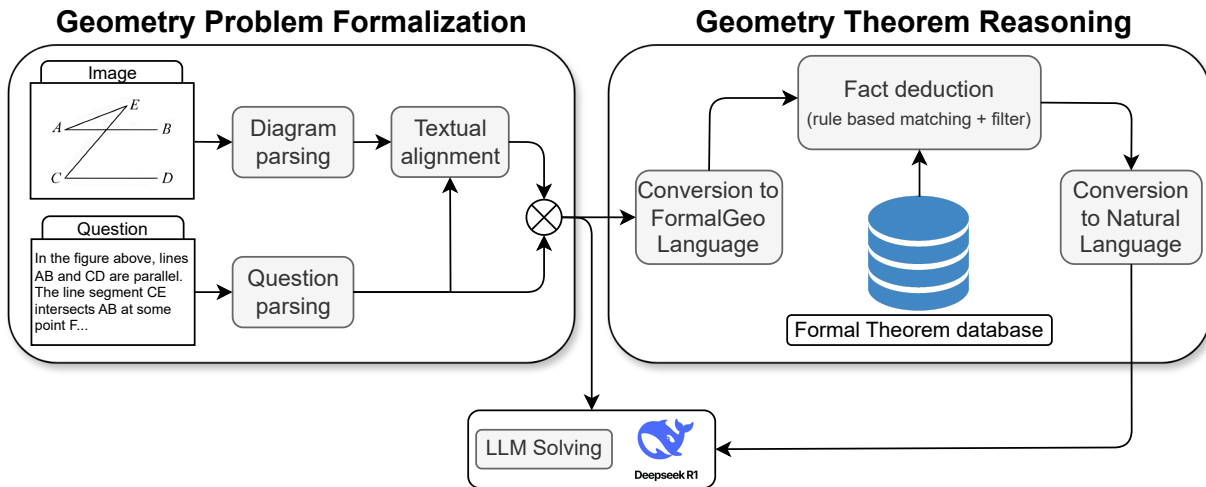 Geometry Problem Formalization
Geometry Theorem Reasoning
Image
E
A
B
C
D
Diagram
parsing
Textual
alignment
Question
In the figure above, lines
AB and CD are parallel.
The line segment CE
intersects AB at some
point F...
Question
parsing
Conversion to
FormalGeo
Language
Fact deduction
(rule based matching + filter)
Formal Theorem database
Conversion
to Natural
Language
LLM Solving
Deepseek R1